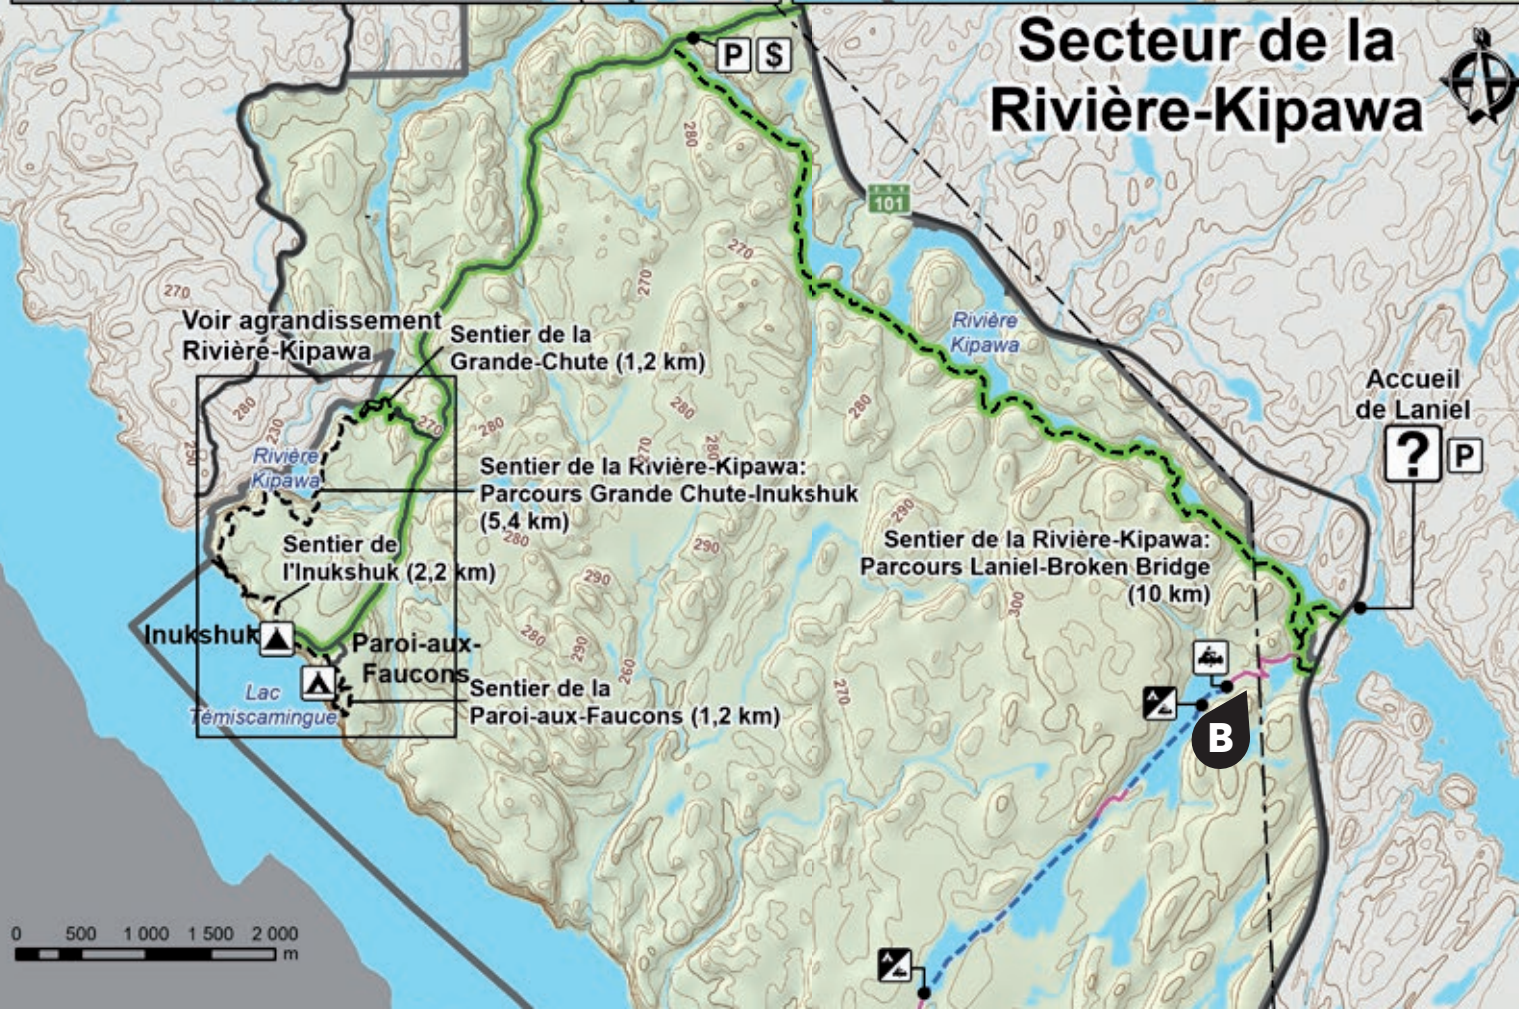 Secteur de la
Rivière-Kipawa
P $
101
280
270
270
270
Voir agrandissement
Rivière-Kipawa
Sentier de la
Grande-Chute (1,2 km)
Rivière
Kipawa
Accueil
de Laniel
? P
280
230
250
270
280
280
280
270
280
Rivière
Kipawa
Sentier de la Rivière-Kipawa:
Parcours Grande Chute-Inukshuk
(5,4 km)
280
290
290
290
Sentier de la Rivière-Kipawa:
Parcours Laniel-Broken Bridge
(10 km)
Sentier de
l'Inukshuk (2,2 km)
300
280
290
260
270
Inukshuk
Paroi-aux-
Faucons
Lac
Témiscamingue
Sentier de la
Paroi-aux-Faucons (1,2 km)
B
0 500 1 000 1 500 2 000
m